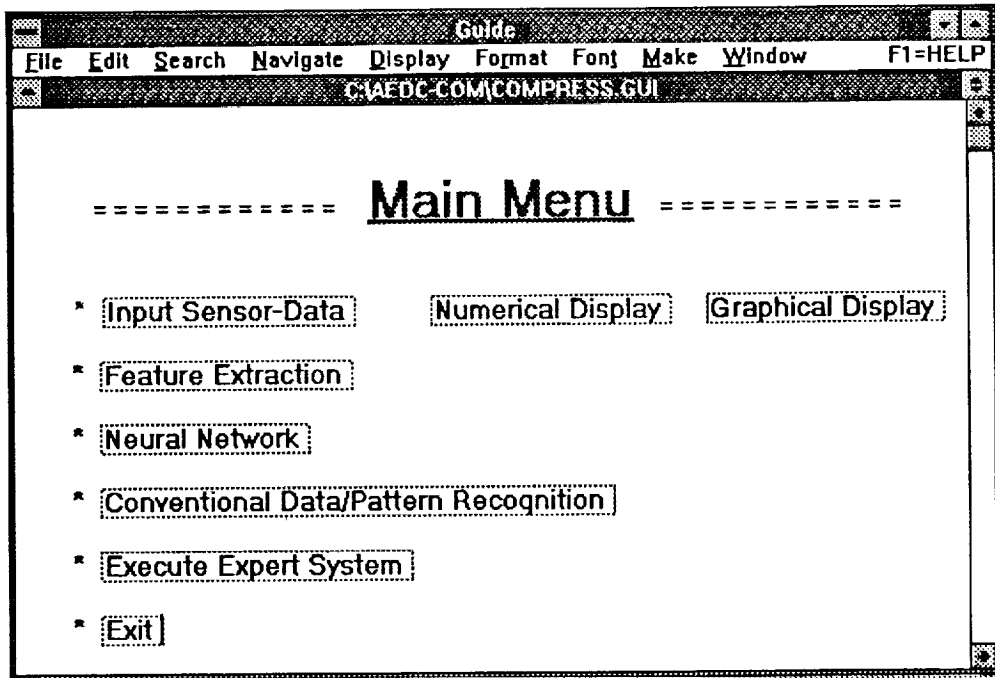 Guide
File Edit Search Navigate Display Format Font Make Window F1=HELP
C:\AEDC-COM\COMPRESS.GUI
============ Main Menu ============
* Input Sensor-Data Numerical Display Graphical Display
* Feature Extraction
* Neural Network
* Conventional Data/Pattern Recognition
* Execute Expert System
* Exit